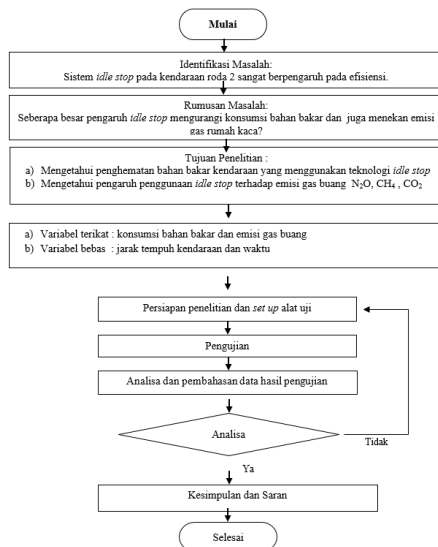 Mulai
Identifikasi Masalah:
Sistem idle stop pada kendaraan roda 2 sangat berpengaruh pada efisiensi.
Rumusan Masalah:
Seberapa besar pengaruh idle stop mengurangi konsumsi bahan bakar dan juga menekan emisi
gas rumah kaca?
Tujuan Penelitian :
a) Mengetahui penghematan bahan bakar kendaraan yang menggunakan teknologi idle stop
b) Mengetahui pengaruh penggunaan idle stop terhadap emisi gas buang N₂O, CH₄ , CO₂
a) Variabel terikat : konsumsi bahan bakar dan emisi gas buang
b) Variabel bebas : jarak tempuh kendaraan dan waktu
Persiapan penelitian dan set up alat uji
Pengujian
Analisa dan pembahasan data hasil pengujian
Analisa
Tidak
Ya
Kesimpulan dan Saran
Selesai